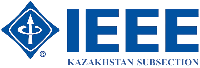 IEEE
®
KAZAKHSTAN SUBSECTION